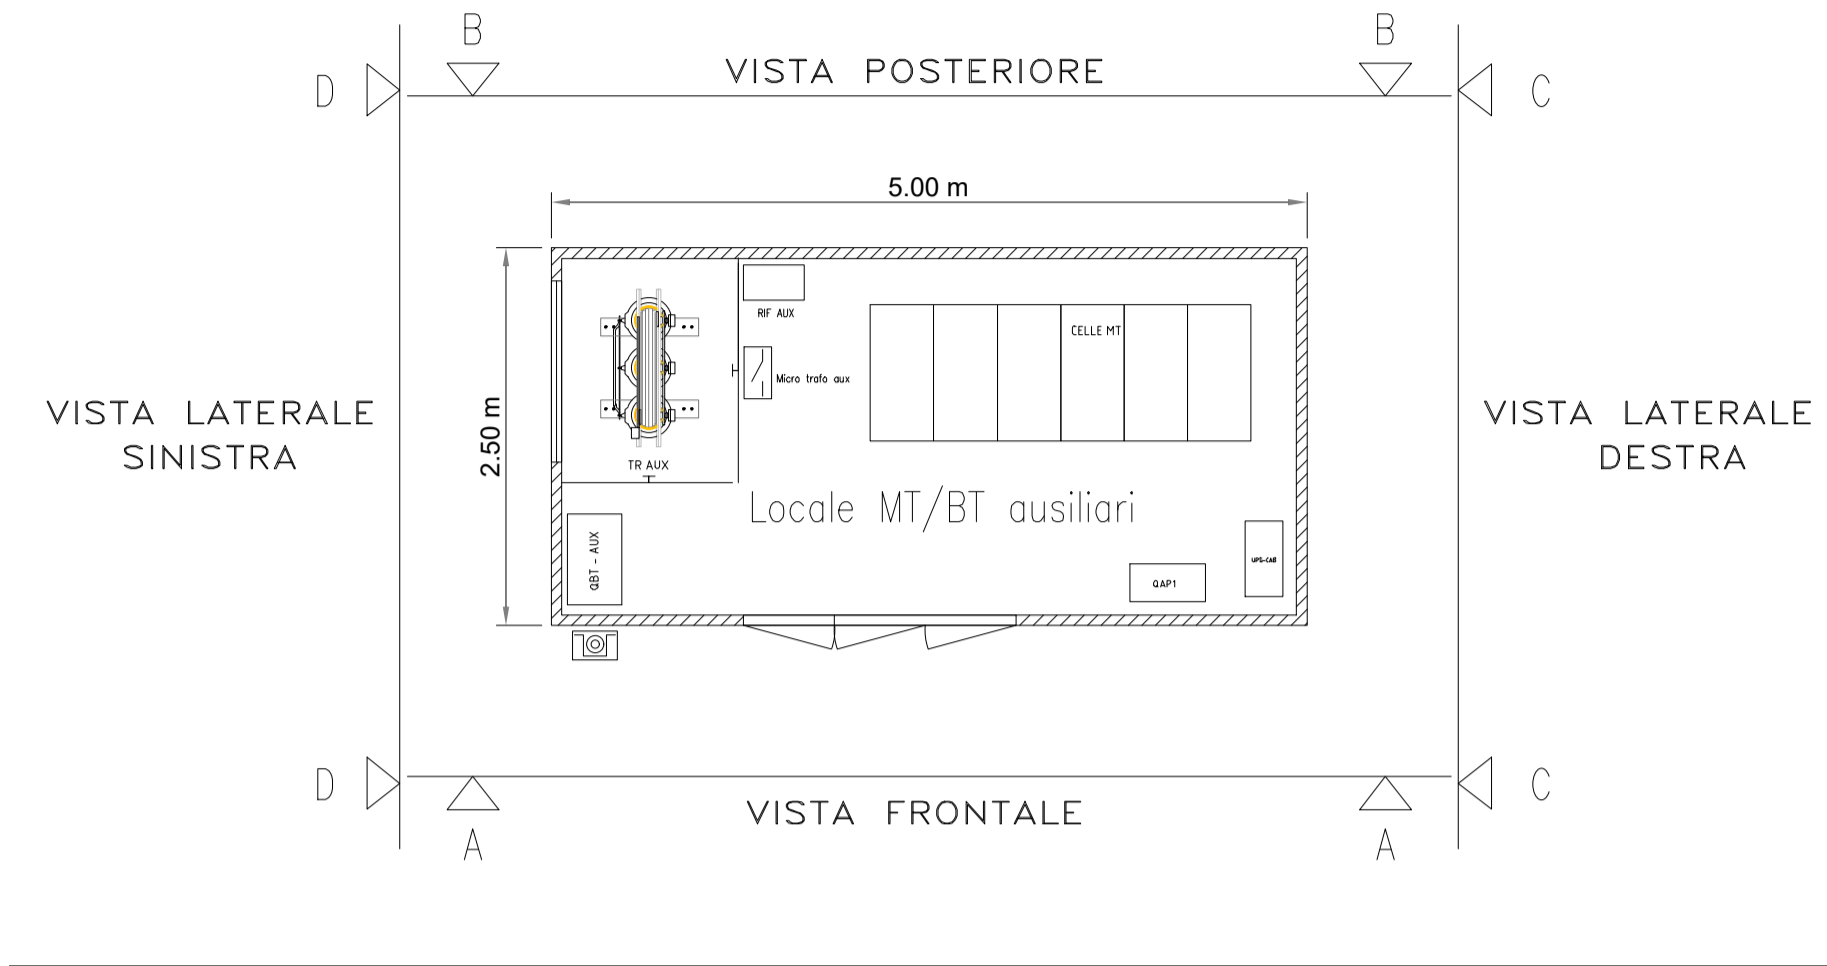 B
B
D
VISTA POSTERIORE
C
5.00 m
RIF AUX
CELLE MT
Micro trafo aux
VISTA LATERALE
SINISTRA
2.50 m
VISTA LATERALE
DESTRA
TR AUX
Locale MT/BT ausiliari
QBT - AUX
UPS-CAB
QAP1
D
C
VISTA FRONTALE
A
A